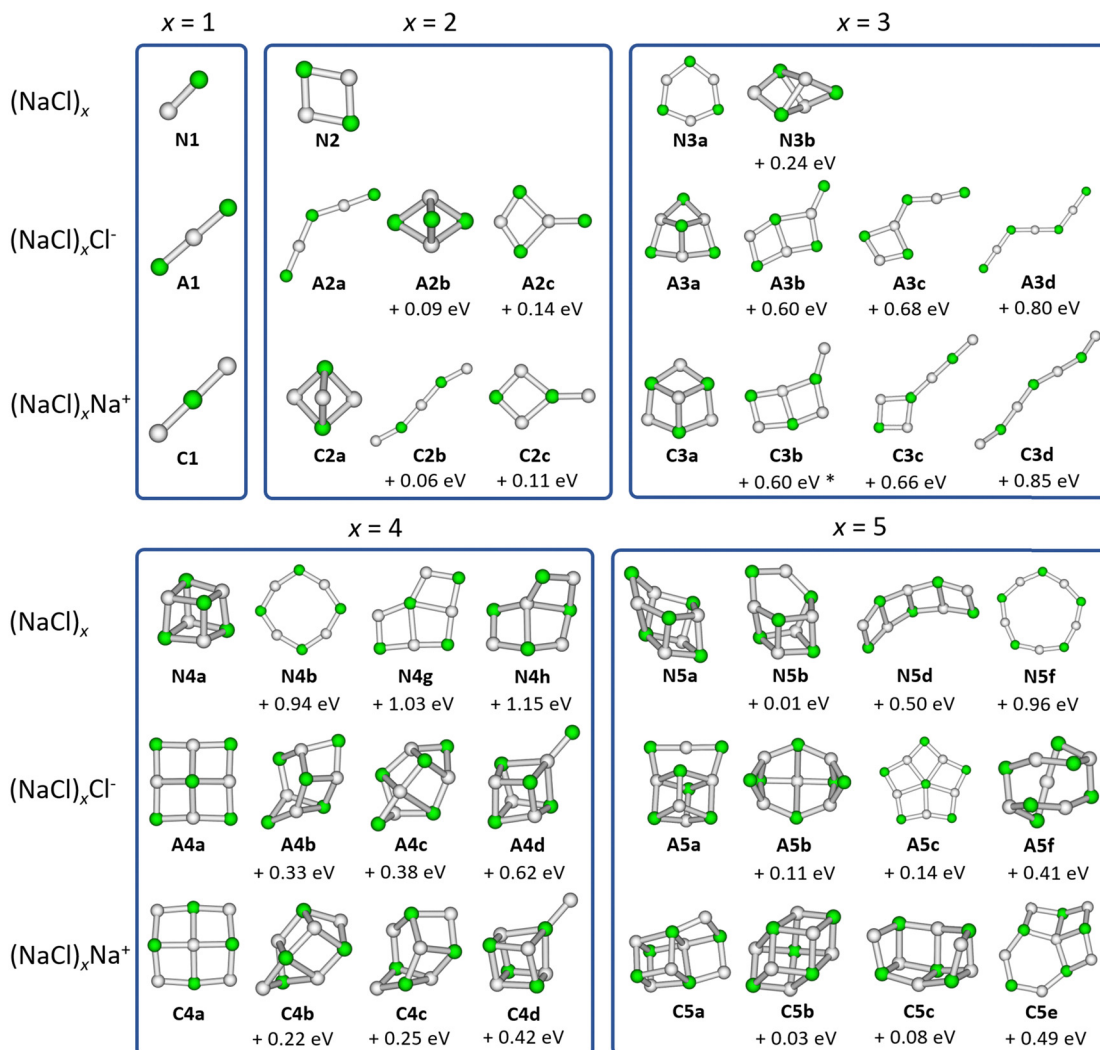 x = 1 x = 2 x = 3
(NaCl)x
N1 N2 N3a N3b
+ 0.24 eV
(NaCl)xCl-
A1 A2a A2b A2c A3a A3b A3c A3d
+ 0.09 eV + 0.14 eV + 0.60 eV + 0.68 eV + 0.80 eV
(NaCl)xNa+
C1 C2a C2b C2c C3a C3b C3c C3d
+ 0.06 eV + 0.11 eV + 0.60 eV * + 0.66 eV + 0.85 eV
x = 4 x = 5
(NaCl)x
N4a N4b N4g N4h N5a N5b N5d N5f
+ 0.94 eV + 1.03 eV + 1.15 eV + 0.01 eV + 0.50 eV + 0.96 eV
(NaCl)xCl-
A4a A4b A4c A4d A5a A5b A5c A5f
+ 0.33 eV + 0.38 eV + 0.62 eV + 0.11 eV + 0.14 eV + 0.41 eV
(NaCl)xNa+
C4a C4b C4c C4d C5a C5b C5c C5e
+ 0.22 eV + 0.25 eV + 0.42 eV + 0.03 eV + 0.08 eV + 0.49 eV